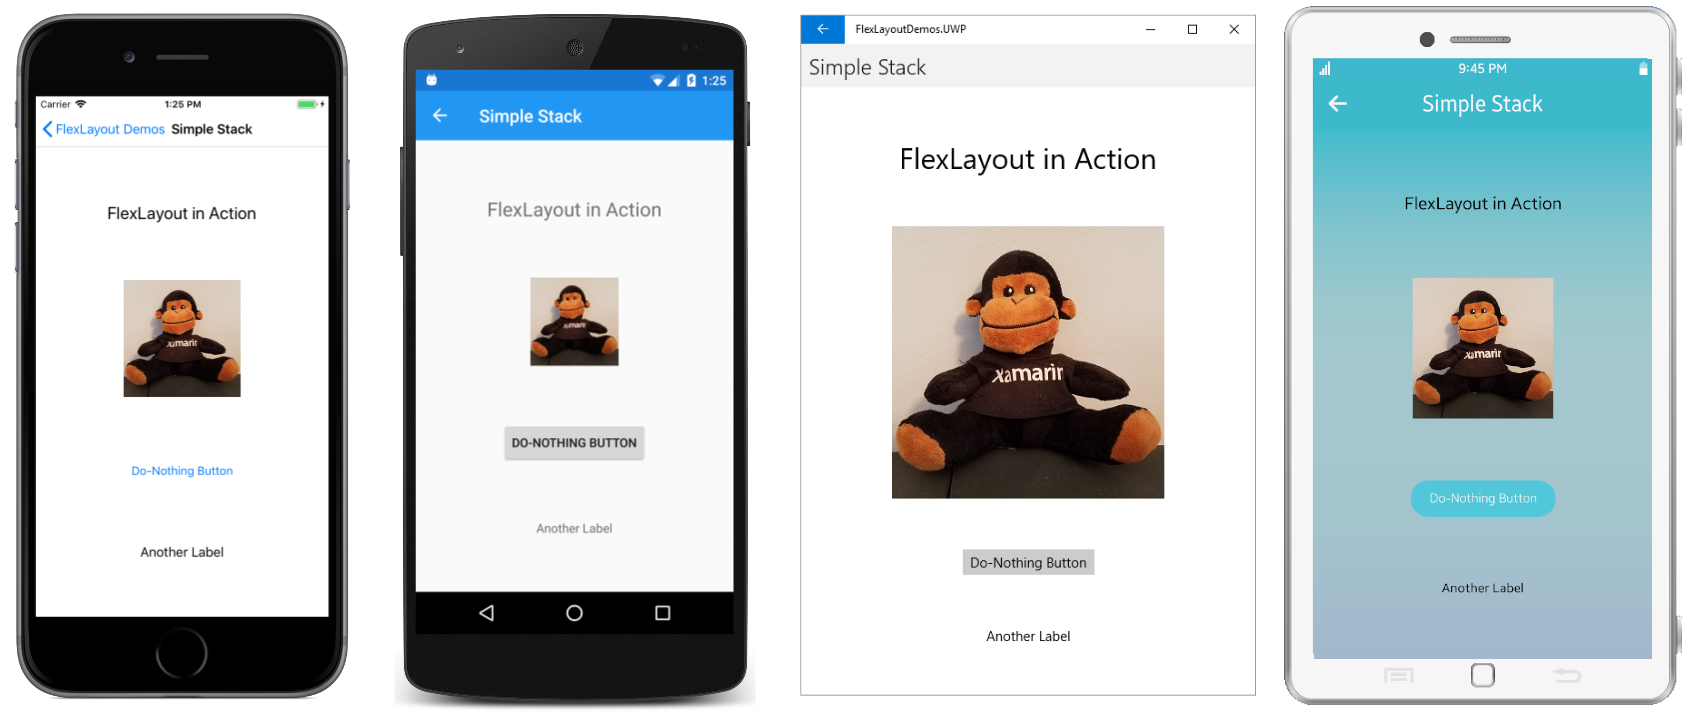 Carrier
1:25 PM
FlexLayout Demos
Simple Stack
FlexLayout in Action
Xamarin
Do-Nothing Button
Another Label
1:25
Simple Stack
FlexLayout in Action
Xamarin
DO-NOTHING BUTTON
Another Label
FlexLayoutDemos.UWP
Simple Stack
FlexLayout in Action
Xamarin
Do-Nothing Button
Another Label
9:45 PM
Simple Stack
FlexLayout in Action
Xamarin
Do-Nothing Button
Another Label